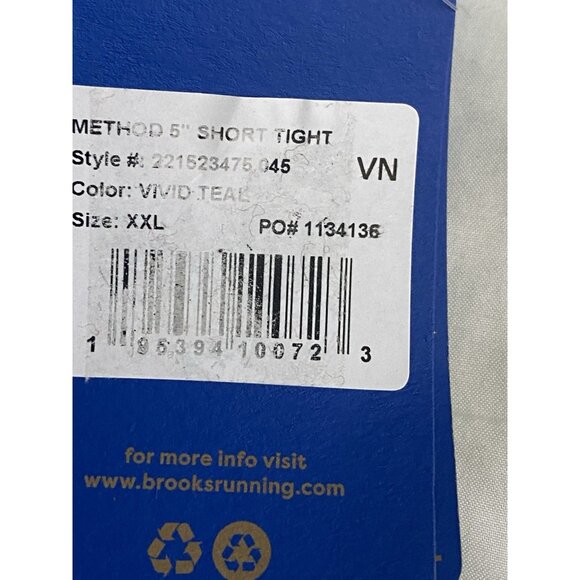 METHOD 5" SHORT TIGHT
Style #: 221523475.045
VN
Color: VIVID TEAL
Size: XXL
PO# 1134136
1 95394 10072 3
for more info visit
www.brooksrunning.com